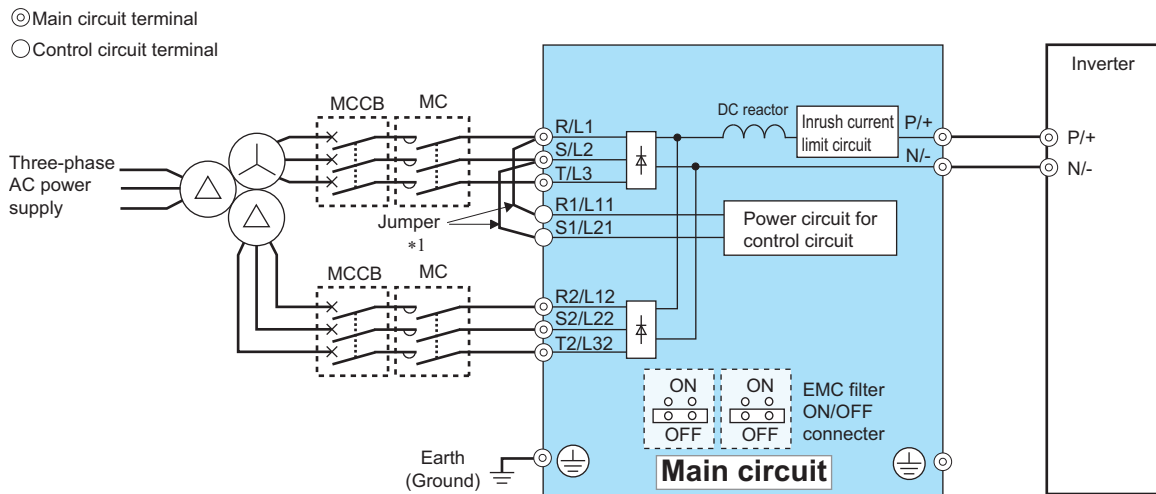 Main circuit terminal
Control circuit terminal
MCCB
MC
Three-phase
AC power
supply
Jumper
*1
MCCB
MC
Earth
(Ground)
R/L1
S/L2
T/L3
R1/L11
S1/L21
R2/L12
S2/L22
T2/L32
DC reactor
Inrush current
limit circuit
P/+
N/-
Power circuit for
control circuit
ON
OFF
ON
OFF
EMC filter
ON/OFF
connecter
Main circuit
Inverter
P/+
N/-